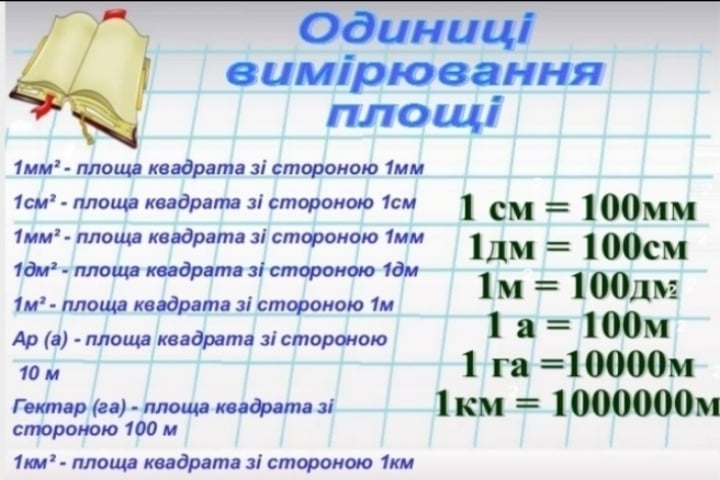 Одиниці
вимірювання
площі
1мм² - площа квадрата зі стороною 1мм
1см² - площа квадрата зі стороною 1см
1мм² - площа квадрата зі стороною 1мм
1дм² - площа квадрата зі стороною 1дм
1м² - площа квадрата зі стороною 1м
Ар (а) - площа квадрата зі стороною
10 м
Гектар (га) - площа квадрата зі
стороною 100 м
1км² - площа квадрата зі стороною 1км
1 см = 100мм
1дм = 100см
1м = 100дм²
1 а = 100м
1 га =10000м
1км = 1000000м